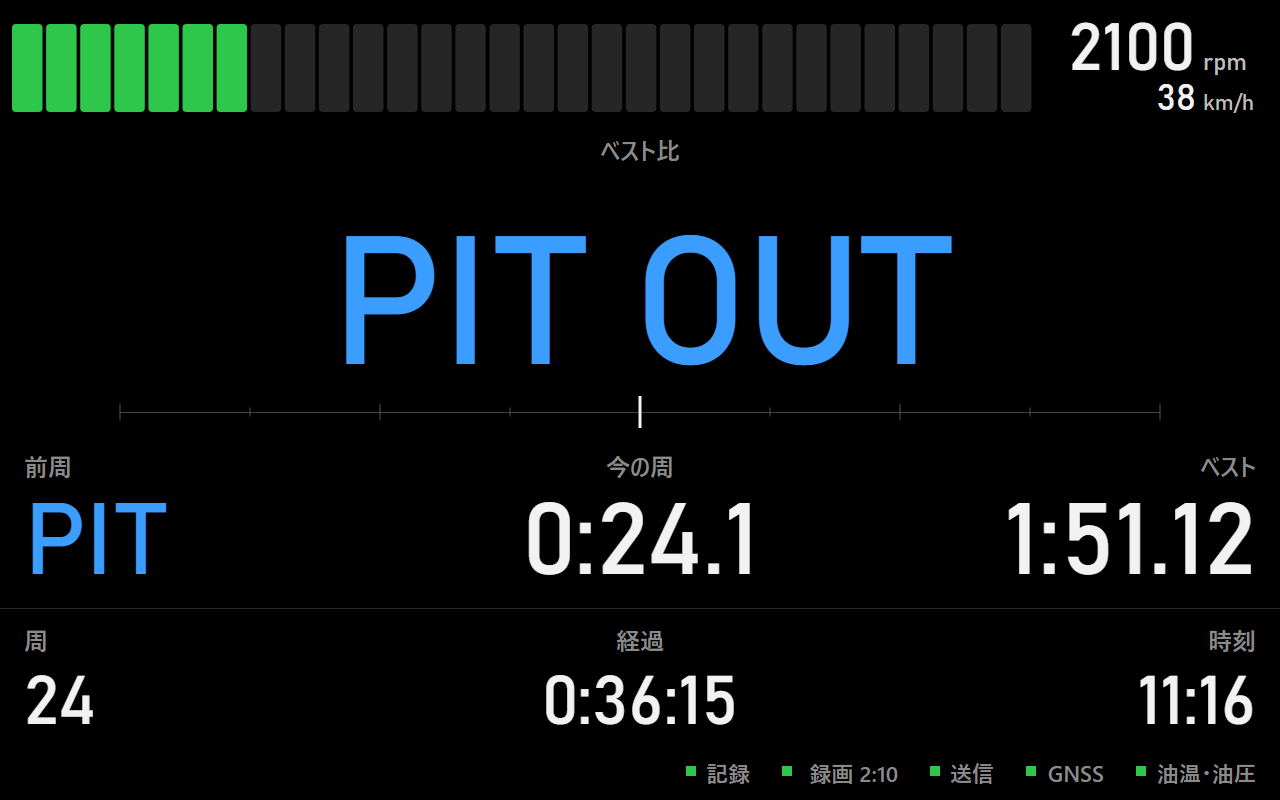 2100 rpm
38 km/h
ベスト比
PIT OUT
前周 今の周 ベスト
PIT 0:24.1 1:51.12
周 経過 時刻
24 0:36:15 11:16
記録 録画 2:10 送信 GNSS 油温・油圧